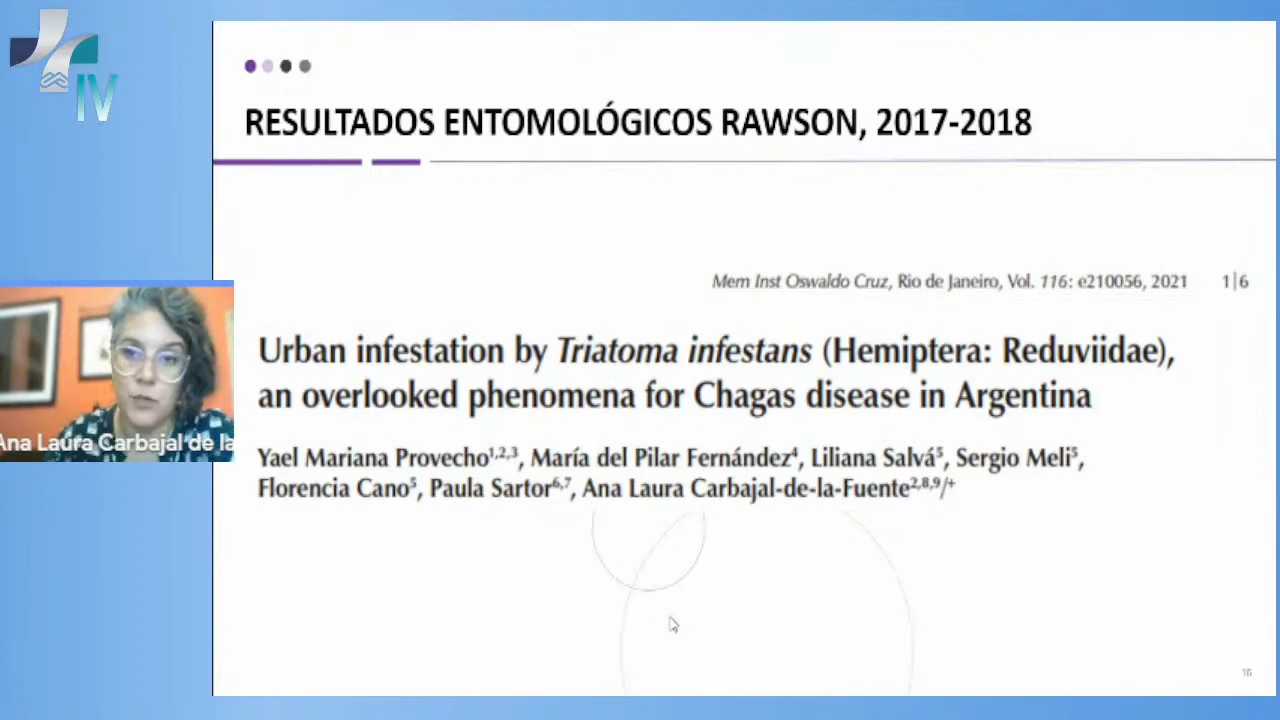 IV
RESULTADOS ENTOMOLÓGICOS RAWSON, 2017-2018
Mem Inst Oswaldo Cruz, Rio de Janeiro, Vol. 116: e210056, 2021 1|6
Urban infestation by Triatoma infestans (Hemiptera: Reduviidae),
an overlooked phenomena for Chagas disease in Argentina
Yael Mariana Provecho1,2,3, María del Pilar Fernández4, Liliana Salvá5, Sergio Meli5,
Florencia Cano5, Paula Sartor6,7, Ana Laura Carbajal-de-la-Fuente2,8,9/+
Ana Laura Carbajal de la
16